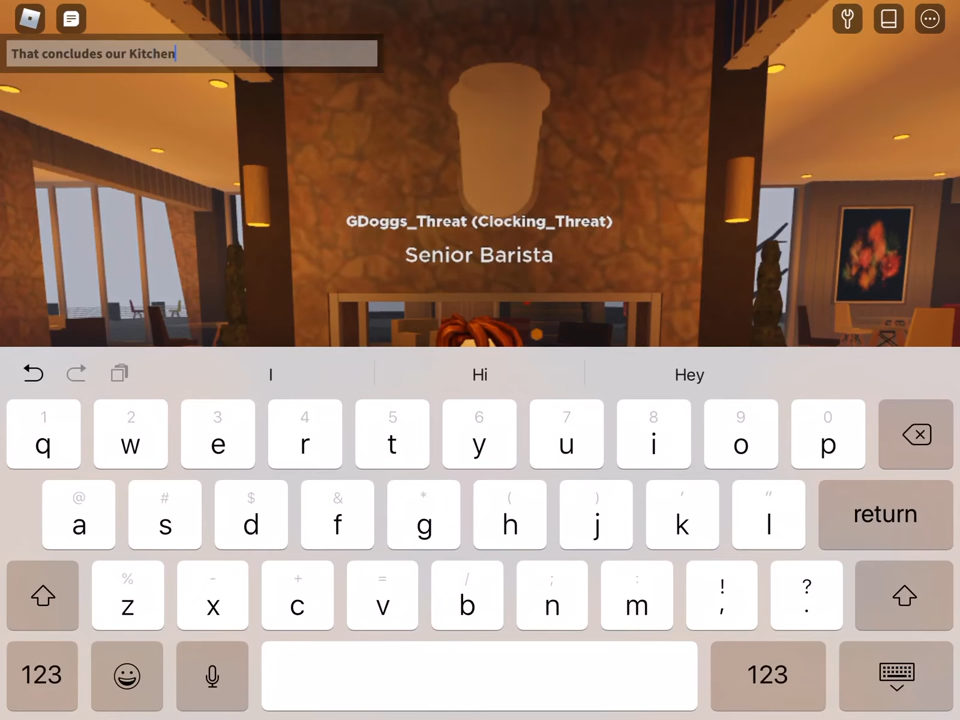 That concludes our Kitchen
GDoggs_Threat (Clocking_Threat)
Senior Barista
I Hi Hey
1 2 3 4 5 6 7 8 9 0
q w e r t y u i o p
@ # $ & * ( ) ' "
a s d f g h j k l return
% - + = / ; : ! ?
z x c v b n m , .
123 123